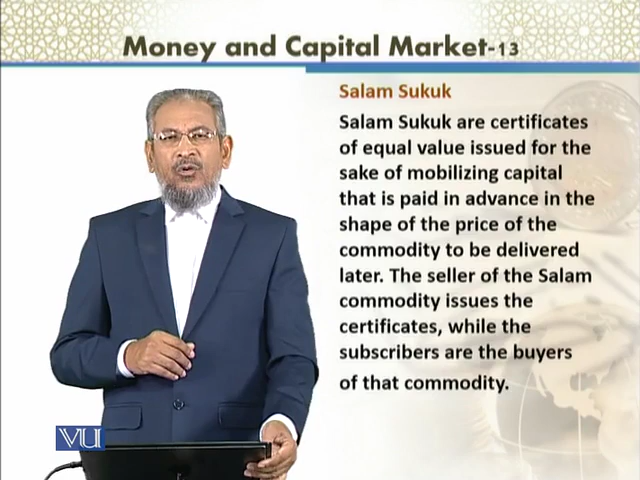 Money and Capital Market-13
Salam Sukuk
Salam Sukuk are certificates
of equal value issued for the
sake of mobilizing capital
that is paid in advance in the
shape of the price of the
commodity to be delivered
later. The seller of the Salam
commodity issues the
certificates, while the
subscribers are the buyers
of that commodity.
VU